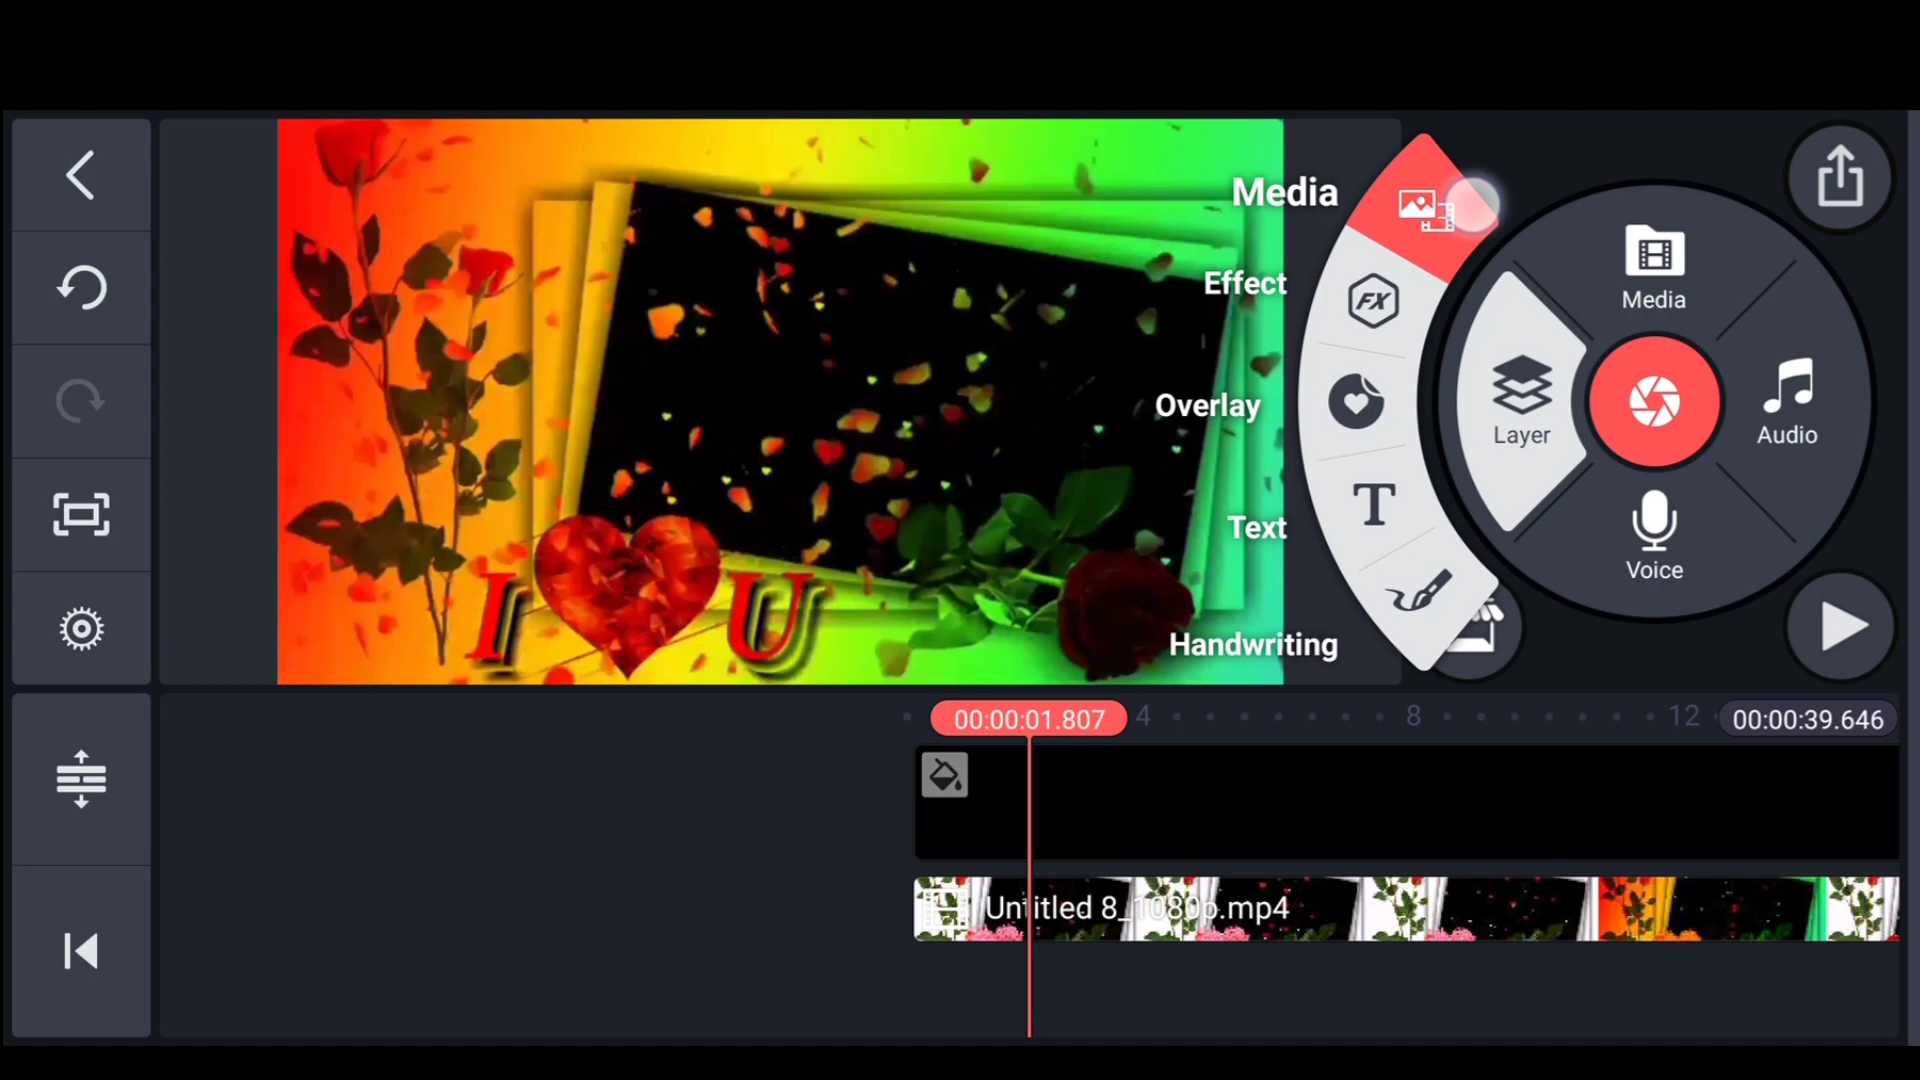 Media
Effect
Overlay
Text
Handwriting
FX
T
Media
Layer
Audio
Voice
I U
00:00:01.807
4
8
12
00:00:39.646
Untitled 8_1080p.mp4